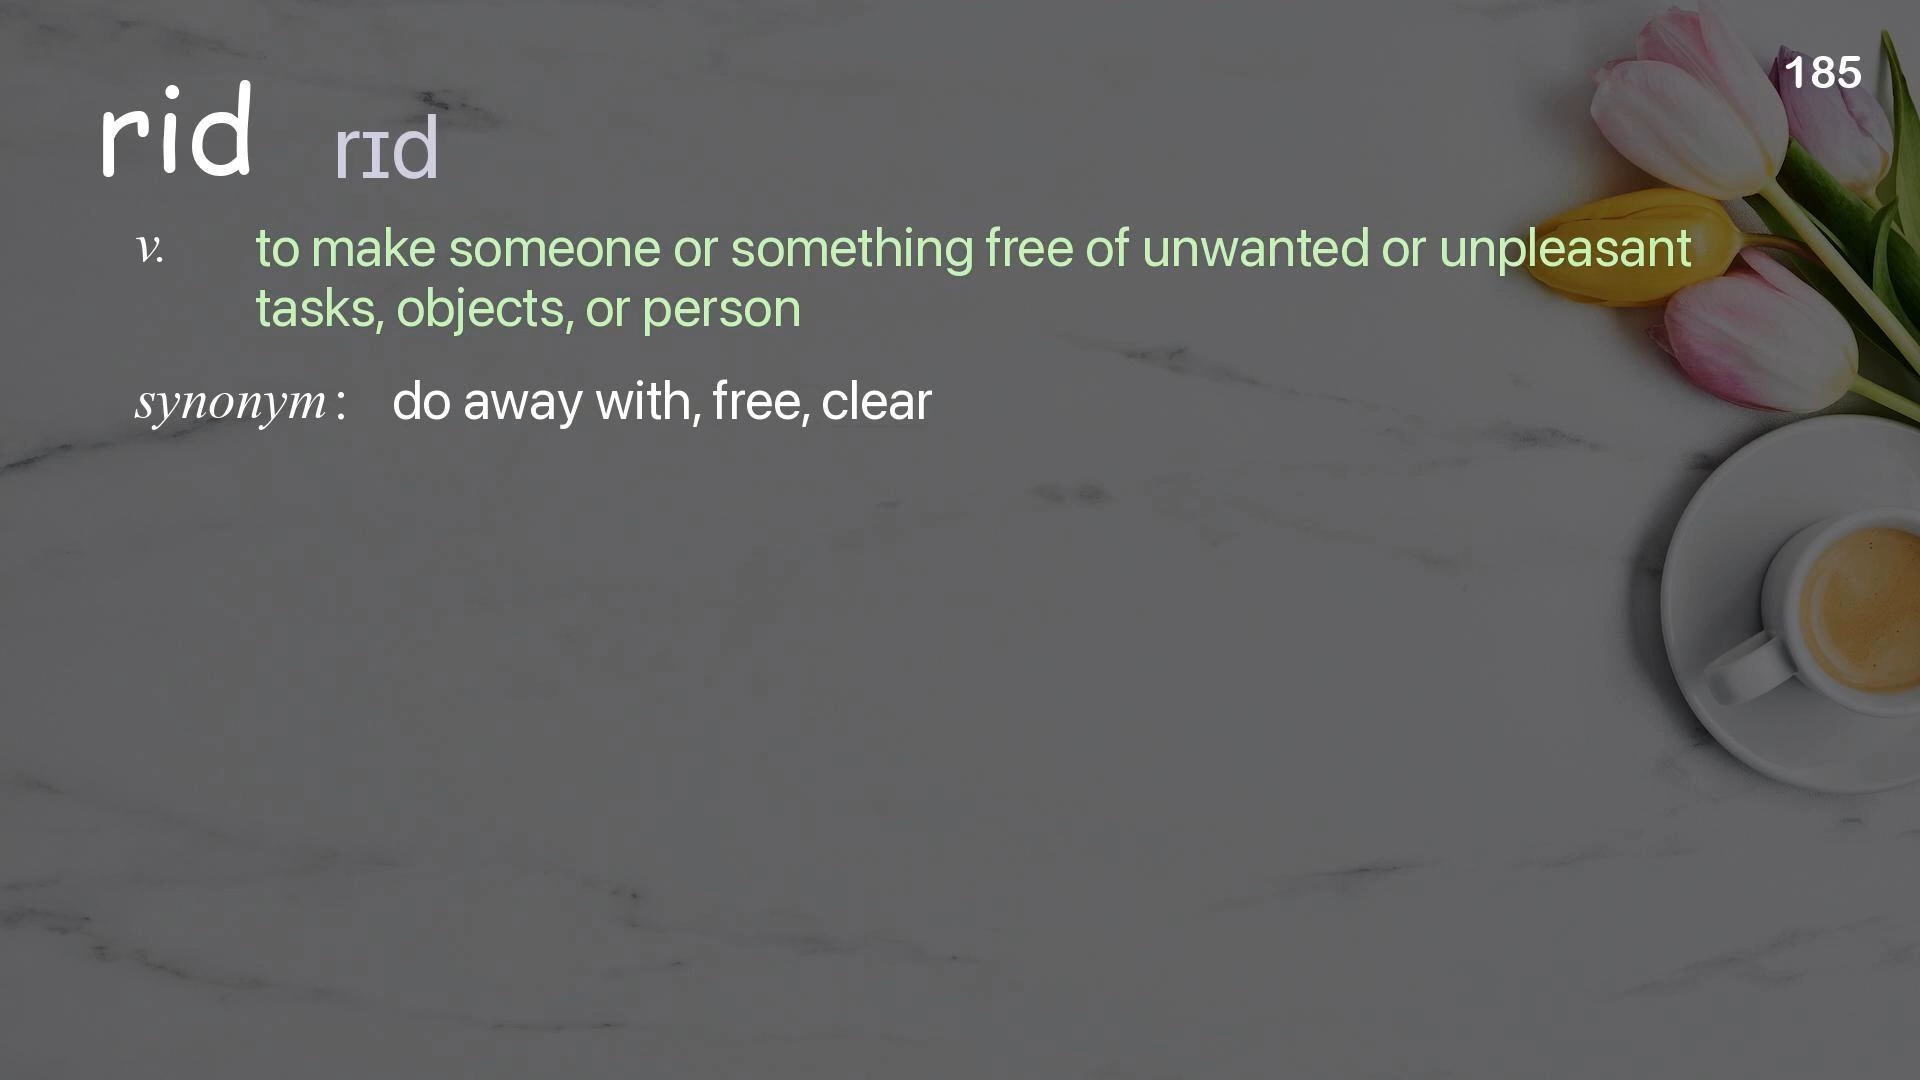 185
rid rɪd
v. to make someone or something free of unwanted or unpleasant
tasks, objects, or person
synonym : do away with, free, clear